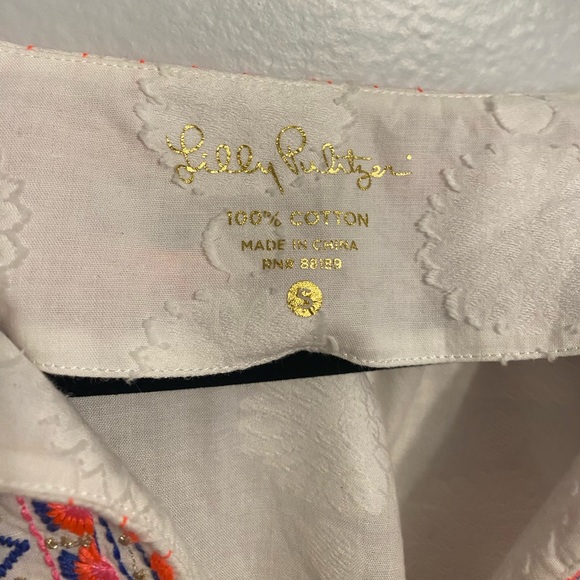 Lilly Pulitzer
100% COTTON
MADE IN CHINA
RN# 88189
S